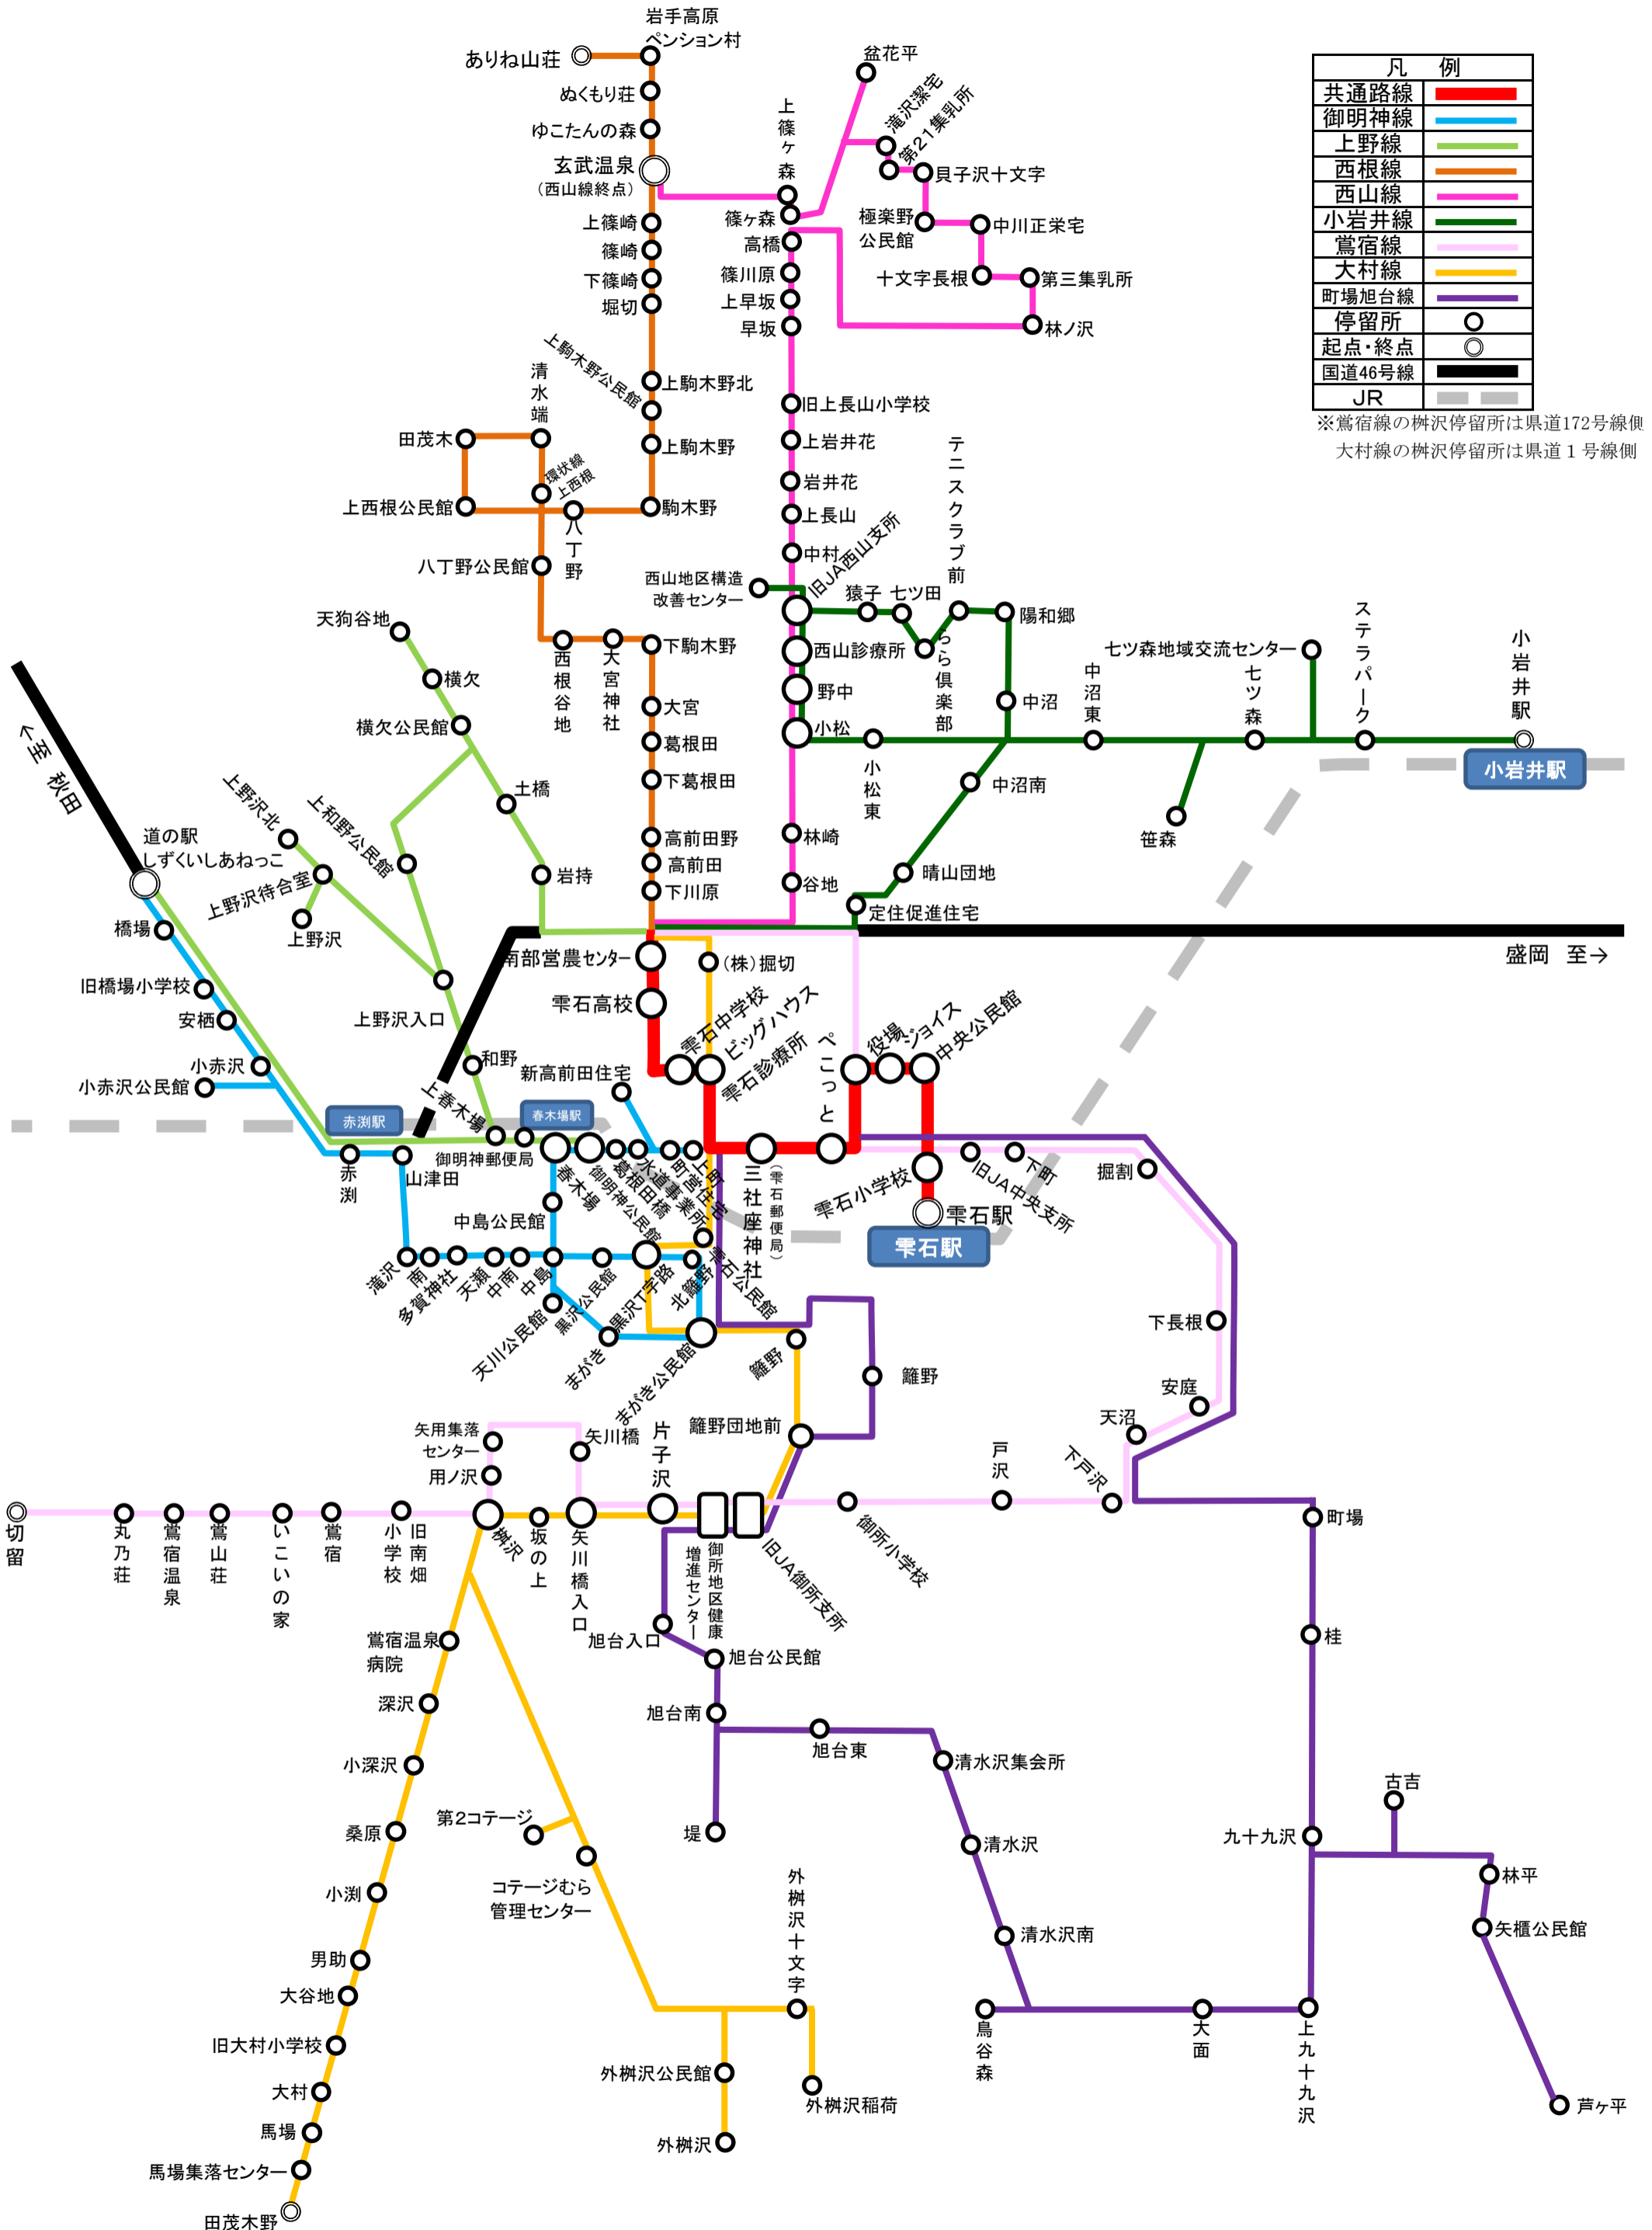 岩手高原
ペンション村
ありね山荘
ぬくもり荘
ゆこたんの森
玄武温泉
(西山線終点)
上篠崎
篠崎
下篠崎
堀切
上駒木野公民館
上駒木野北
上駒木野
駒木野
清水端
田茂木
環状線
上西根
上西根公民館
八丁野
八丁野公民館
西根谷地
大宮神社
下駒木野
大宮
葛根田
下葛根田
高前田野
高前田
下川原
盆花平
滝沢潔宅
第21集乳所
貝子沢十文字
極楽野
公民館
中川正栄宅
十文字長根
第三集乳所
林ノ沢
上篠ヶ森
篠ヶ森
高橋
篠川原
上早坂
早坂
旧上長山小学校
上岩井花
岩井花
上長山
中村
旧JA西山支所
西山地区構造
改善センター
西山診療所
野中
小松
林崎
谷地
猿子
七ツ田
らら倶楽部
テニスクラブ前
陽和郷
中沼
小松東
中沼南
晴山団地
定住促進住宅
中沼東
七ツ森地域交流センター
七ツ森
笹森
ステラパーク
小岩井駅
小岩井駅
凡 例
共通路線
御明神線
上野線
西根線
西山線
小岩井線
鶯宿線
大村線
町場旭台線
停留所
起点・終点
国道46号線
JR
※鶯宿線の桝沢停留所は県道172号線側
大村線の桝沢停留所は県道1号線側
←至 秋田
盛岡 至→
天狗谷地
横欠
横欠公民館
土橋
岩持
上野沢北
上野沢待合室
上野沢
上和野公民館
上野沢入口
和野
上春木場
道の駅
しずくいしあねっこ
橋場
旧橋場小学校
安栖
小赤沢
小赤沢公民館
赤渕駅
赤渕
山津田
春木場駅
御明神郵便局
春木場
御明神公民館
葛根田橋
水道事業所
町営住宅
上町
新高前田住宅
中島公民館
滝沢
南
多賀神社
天瀬
中南
中島
天川公民館
黒沢公民館
黒沢丁字路
北籬野
まがき
まがき公民館
雫石公民館
南部営農センター
雫石高校
(株)掘切
雫石中学校
ビッグハウス
雫石診療所
三社座神社
(雫石郵便局)
ぺこっと
役場
ジョイス
中央公民館
雫石小学校
雫石駅
雫石駅
旧JA中央支所
下町
掘割
下長根
安庭
天沼
下戸沢
戸沢
御所小学校
籬野
籬野
籬野団地前
旧JA御所支所
御所地区健康
増進センター
片子沢
矢川橋
矢用集落
センター
用ノ沢
桝沢
坂の上
矢川橋入口
旧南畑
小学校
鶯宿
いこいの家
鶯山荘
鶯宿温泉
丸乃荘
切留
鶯宿温泉
病院
深沢
小深沢
桑原
小渕
男助
大谷地
旧大村小学校
大村
馬場
馬場集落センター
田茂木野
第2コテージ
コテージむら
管理センター
外桝沢十文字
外桝沢公民館
外桝沢稲荷
外桝沢
旭台入口
旭台公民館
旭台南
旭台東
堤
清水沢集会所
清水沢
清水沢南
鳥谷森
大面
上九十九沢
九十九沢
桂
町場
古吉
林平
矢櫃公民館
芦ヶ平